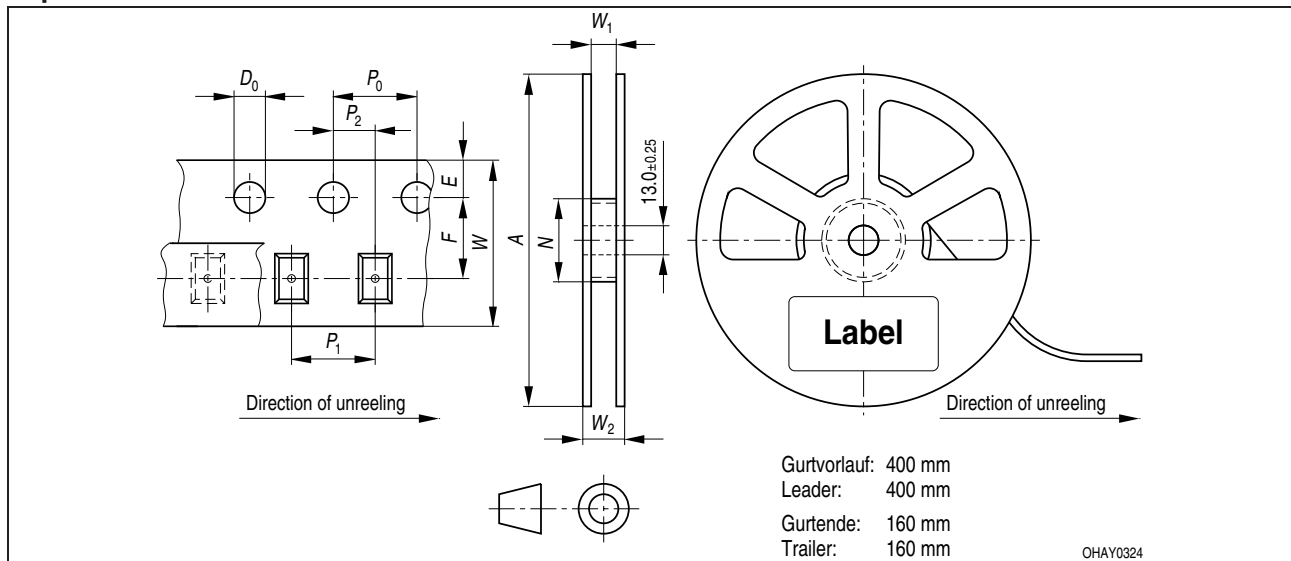 W₁
D₀
P₀
P₂
E
F
W
P₁
Direction of unreeling
A
N
13.0±0.25
W₂
Label
Direction of unreeling
Gurtvorlauf: 400 mm
Leader: 400 mm
Gurtende: 160 mm
Trailer: 160 mm
OHAY0324